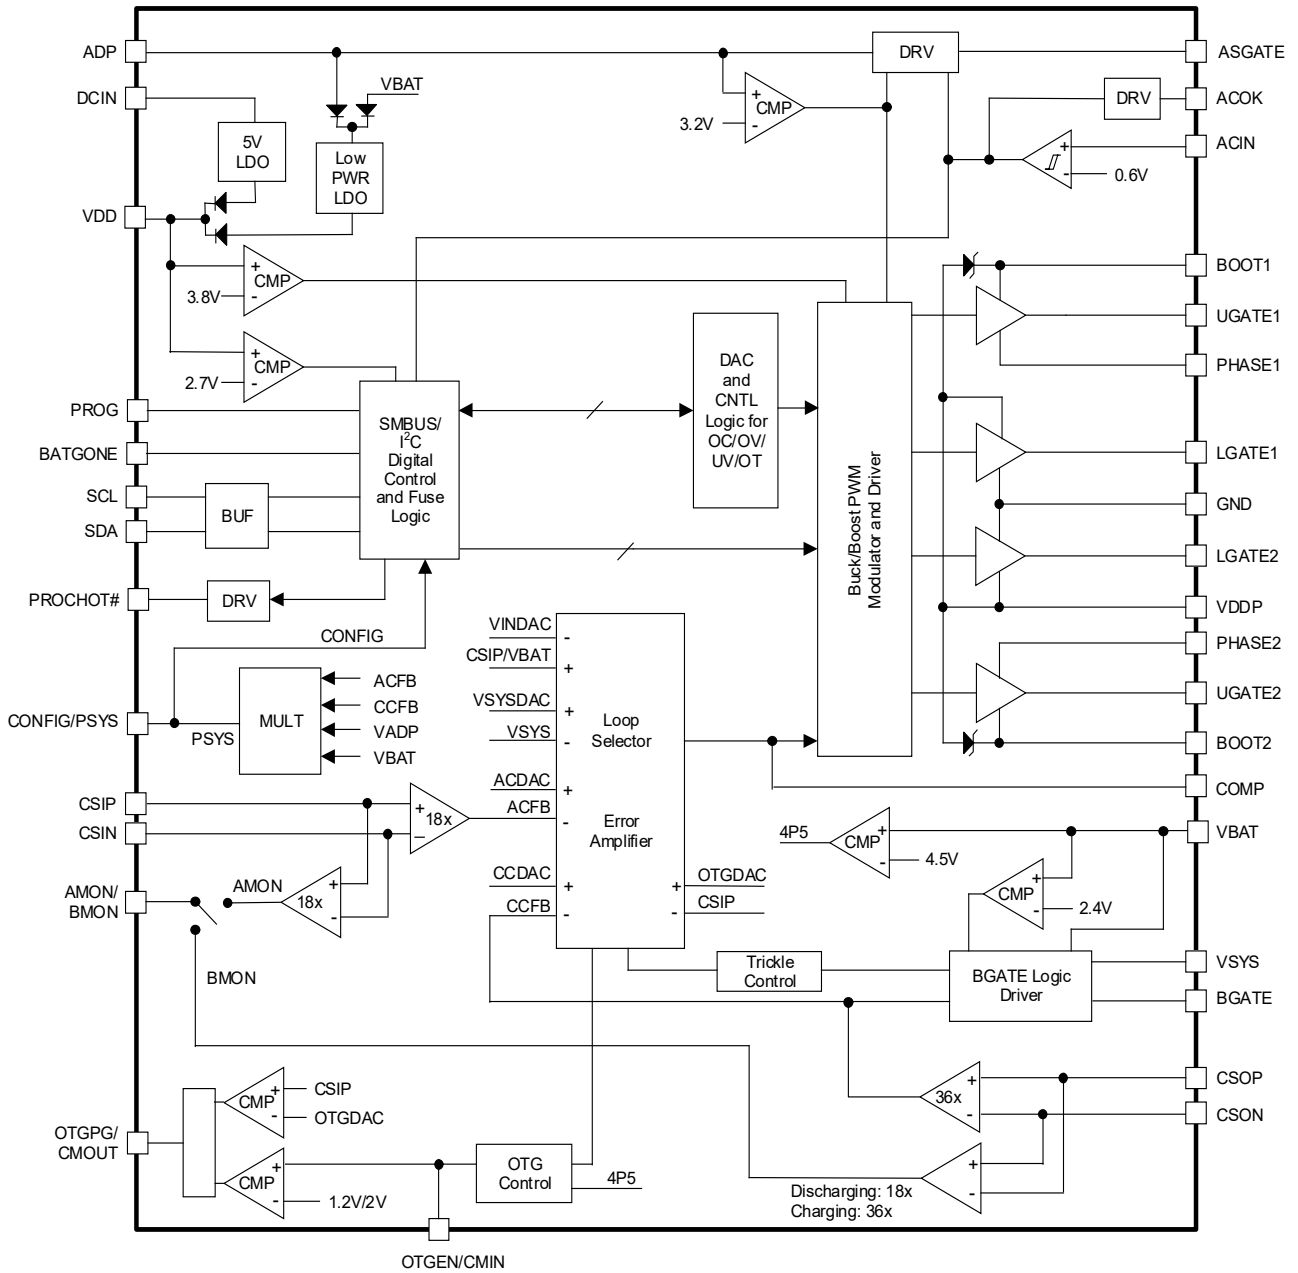 ADP
DRV
ASGATE
DCIN
VBAT
+
CMP
-
3.2V
DRV
ACOK
5V
LDO
Low
PWR
LDO
ACIN
+
-
0.6V
VDD
+
CMP
-
3.8V
BOOT1
UGATE1
PHASE1
+
CMP
-
2.7V
DAC
and
CNTL
Logic for
OC/OV/
UV/OT
PROG
BATGONE
SCL
SDA
BUF
SMBUS/
I2C
Digital
Control
and Fuse
Logic
Buck/Boost PWM
Modulator and Driver
LGATE1
GND
LGATE2
VDDP
PROCHOT#
DRV
CONFIG
PHASE2
UGATE2
BOOT2
CONFIG/PSYS
PSYS
MULT
ACFB
CCFB
VADP
VBAT
VINDAC
-
CSIP/VBAT
+
VSYSDAC
+
VSYS
-
ACDAC
+
ACFB
-
CCDAC
+
CCFB
-
Loop
Selector
Error
Amplifier
+
OTGDAC
-
CSIP
COMP
CSIP
CSIN
+
18x
–
AMON/
BMON
AMON
+
18x
-
BMON
4P5
CMP
+
-
4.5V
VBAT
CMP
+
-
2.4V
Trickle
Control
BGATE Logic
Driver
VSYS
BGATE
+
36x
-
CSOP
CSON
+
-
Discharging: 18x
Charging: 36x
OTGPG/
CMOUT
CMP
+
CSIP
-
OTGDAC
CMP
+
-
1.2V/2V
OTG
Control
4P5
OTGEN/CMIN